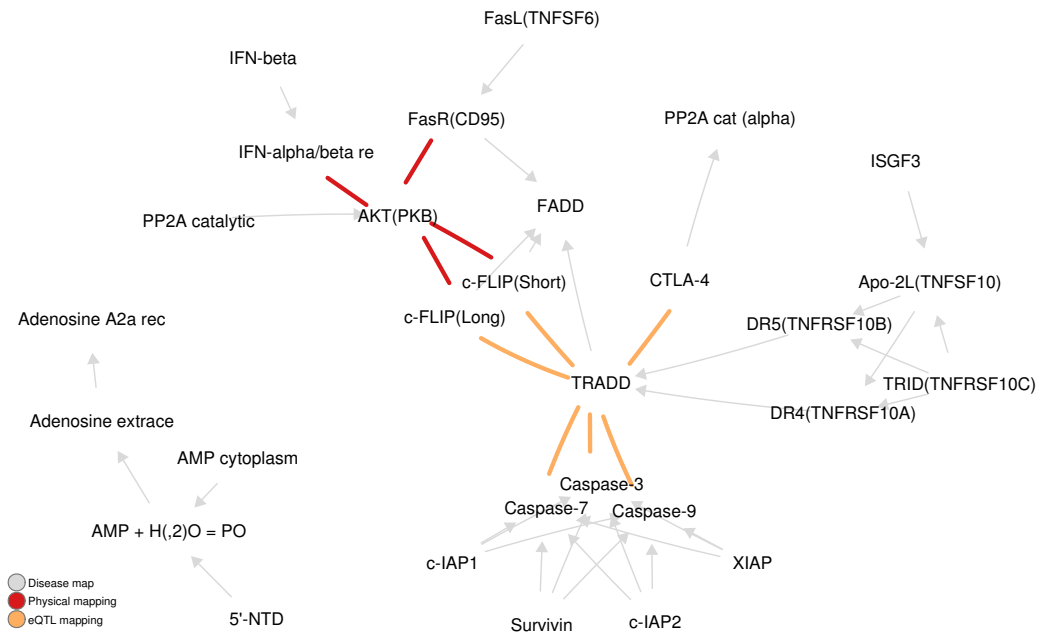 FasL(TNFSF6)
IFN-beta
FasR(CD95)
PP2A cat (alpha)
IFN-alpha/beta re
ISGF3
FADD
AKT(PKB)
PP2A catalytic
CTLA-4
c-FLIP(Short)
Apo-2L(TNFSF10)
c-FLIP(Long)
Adenosine A2a rec
DR5(TNFRSF10B)
TRADD
TRID(TNFRSF10C)
DR4(TNFRSF10A)
Adenosine extrace
AMP cytoplasm
Caspase-3
Caspase-7
Caspase-9
AMP + H(,2)O = PO
c-IAP1
XIAP
Disease map
Physical mapping
eQTL mapping
5'-NTD
Survivin
c-IAP2